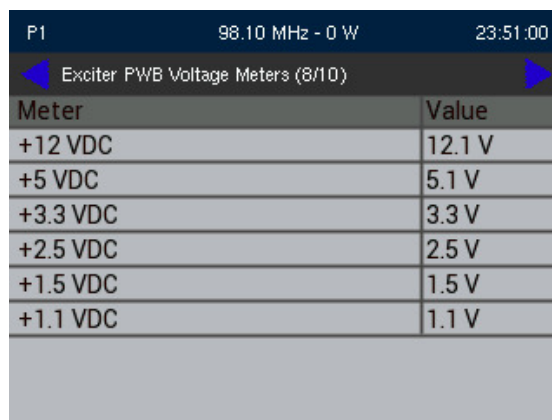 P1 98.10 MHz - 0 W 23:51:00
Exciter PWB Voltage Meters (8/10)
Meter Value
+12 VDC 12.1 V
+5 VDC 5.1 V
+3.3 VDC 3.3 V
+2.5 VDC 2.5 V
+1.5 VDC 1.5 V
+1.1 VDC 1.1 V